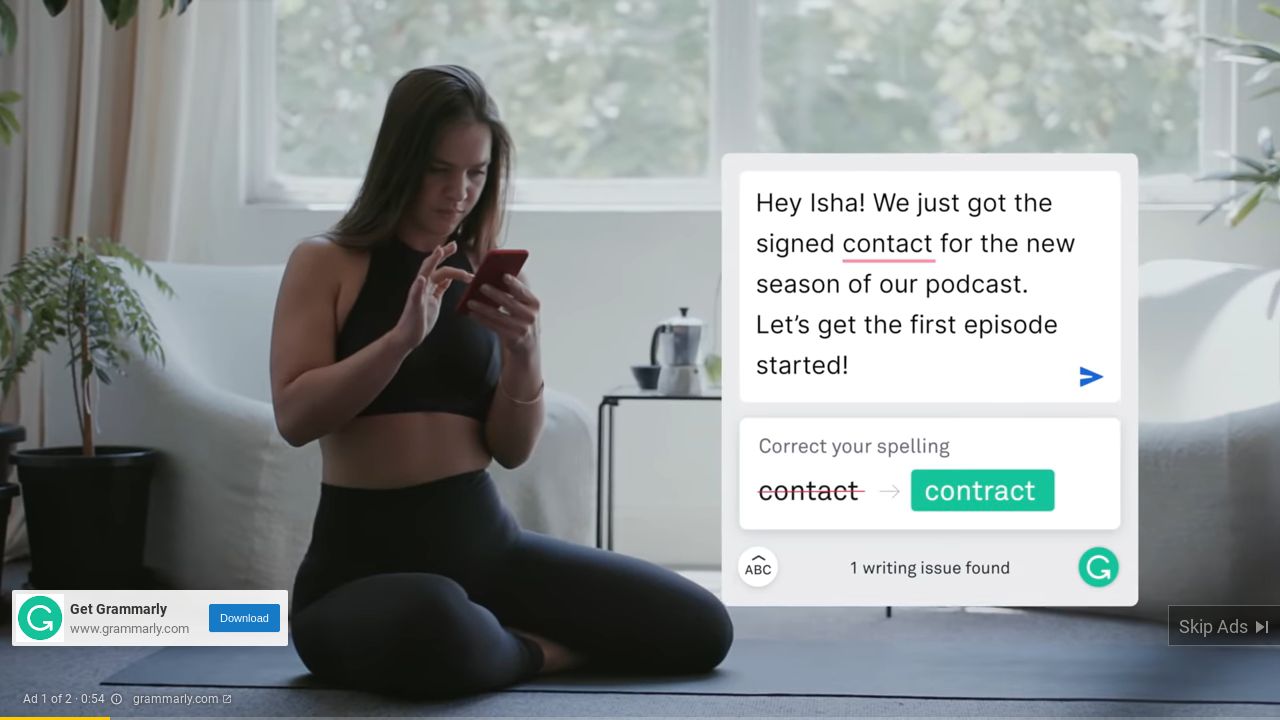 Hey Isha! We just got the
signed contact for the new
season of our podcast.
Let's get the first episode
started!
Correct your spelling
contact → contract
ABC
1 writing issue found
G
Get Grammarly
www.grammarly.com
Download
Skip Ads
Ad 1 of 2 · 0:54
grammarly.com